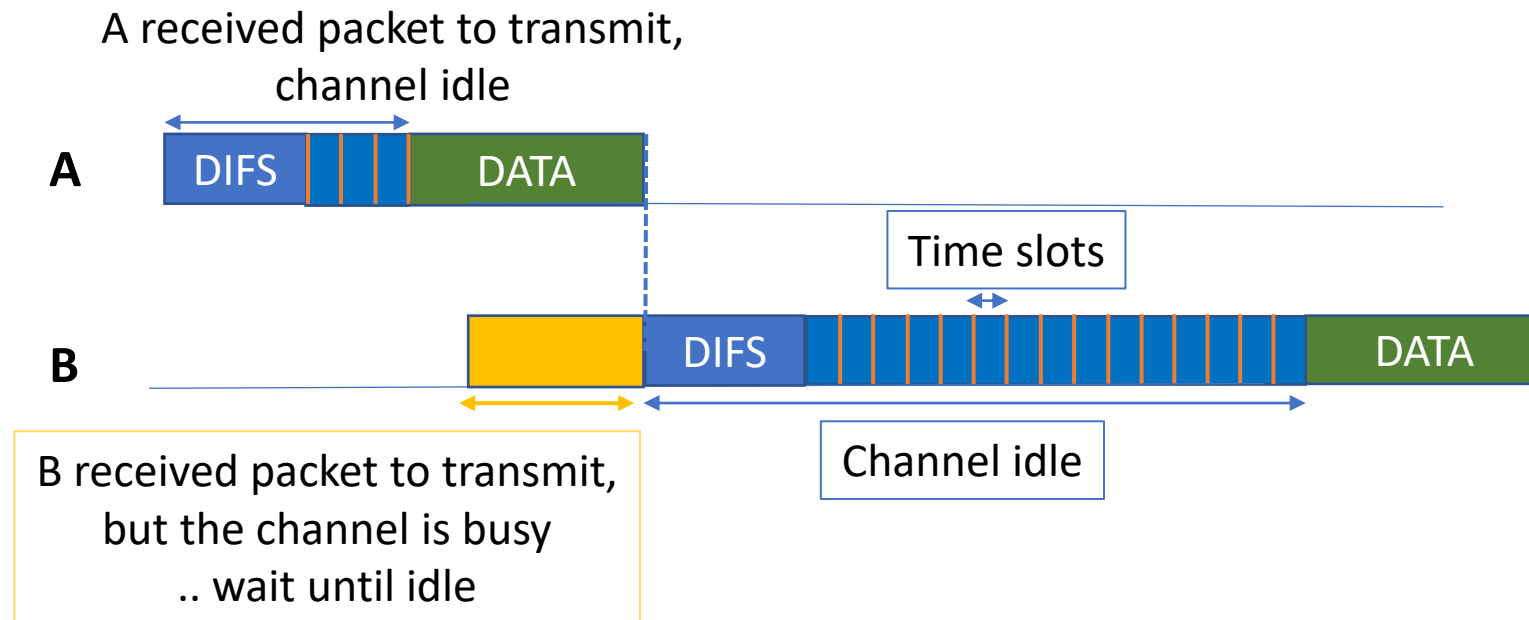 A received packet to transmit,
channel idle
A
DIFS
DATA
Time slots
B
DIFS
DATA
Channel idle
B received packet to transmit,
but the channel is busy
.. wait until idle